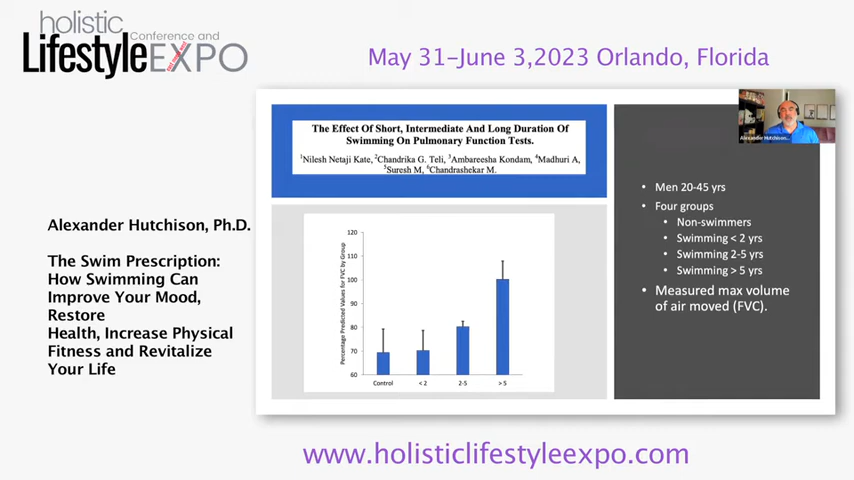 holistic
Conference and
LifestyleEXPO
May 31-June 3,2023 Orlando, Florida
Alexander Hutchison, Ph.D.
The Swim Prescription:
How Swimming Can
Improve Your Mood,
Restore
Health, Increase Physical
Fitness and Revitalize
Your Life
The Effect Of Short, Intermediate And Long Duration Of
Swimming On Pulmonary Function Tests.
¹Nilesh Netaji Kate, ²Chandrika G. Teli, ³Ambareesha Kondam, ⁴Madhuri A,
⁵Suresh M, ⁶Chandrashekar M.
Percentage Predicted Values for FVC by Group
120
110
100
90
80
70
60
Control
< 2
2-5
> 5
Alexander Hutchison...
• Men 20-45 yrs
• Four groups
• Non-swimmers
• Swimming < 2 yrs
• Swimming 2-5 yrs
• Swimming > 5 yrs
• Measured max volume
of air moved (FVC).
www.holisticlifestyleexpo.com